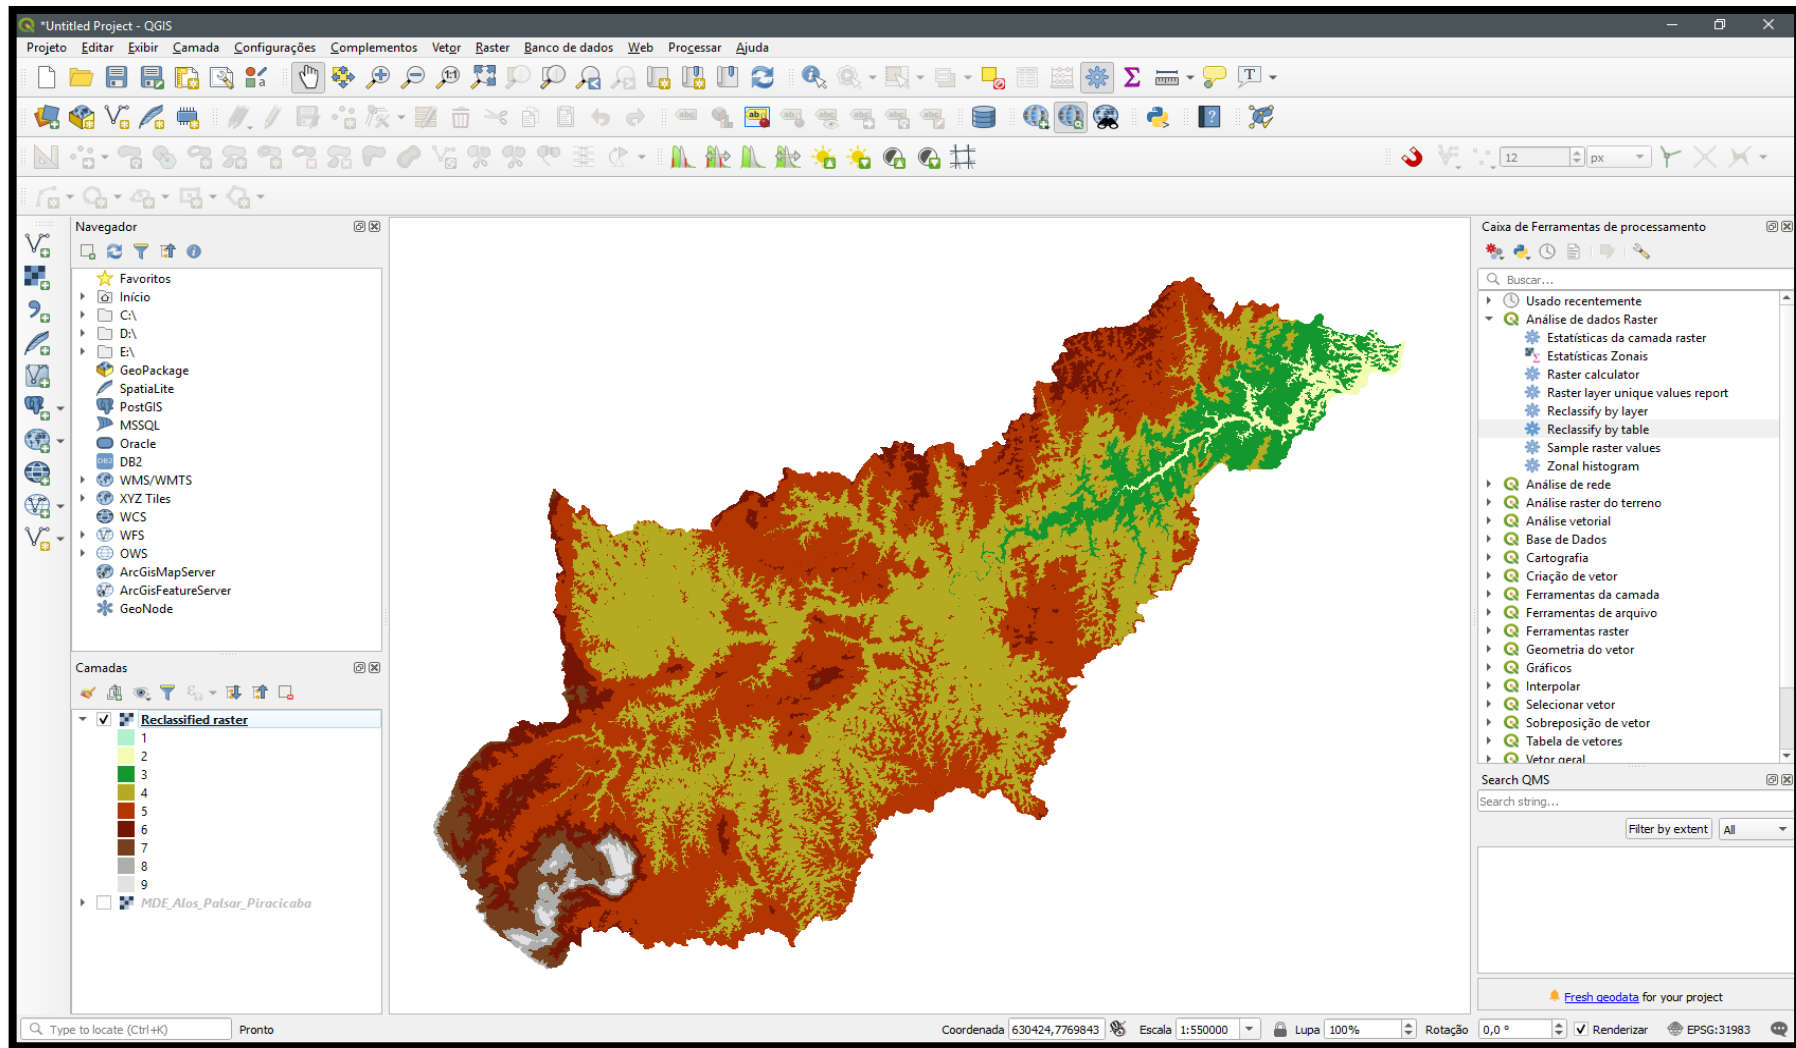 *Untitled Project - QGIS
Projeto Editar Exibir Camada Configurações Complementos Vetor Raster Banco de dados Web Processar Ajuda
12 px
Navegador
Favoritos
Início
C:\
D:\
E:\
GeoPackage
SpatiaLite
PostGIS
MSSQL
Oracle
DB2
WMS/WMTS
XYZ Tiles
WCS
WFS
OWS
ArcGisMapServer
ArcGisFeatureServer
GeoNode
Camadas
Reclassified raster
1
2
3
4
5
6
7
8
9
MDE_Alos_Palsar_Piracicaba
Caixa de Ferramentas de processamento
Buscar...
Usado recentemente
Análise de dados Raster
Estatísticas da camada raster
Estatísticas Zonais
Raster calculator
Raster layer unique values report
Reclassify by layer
Reclassify by table
Sample raster values
Zonal histogram
Análise de rede
Análise raster do terreno
Análise vetorial
Base de Dados
Cartografia
Criação de vetor
Ferramentas da camada
Ferramentas de arquivo
Ferramentas raster
Geometria do vetor
Gráficos
Interpolar
Selecionar vetor
Sobreposição de vetor
Tabela de vetores
Vetor geral
Search QMS
Search string...
Filter by extent All
Fresh geodata for your project
Type to locate (Ctrl+K) Pronto Coordenada 630424,7769843 Escala 1:550000 Lupa 100% Rotação 0,0 ° Renderizar EPSG:31983